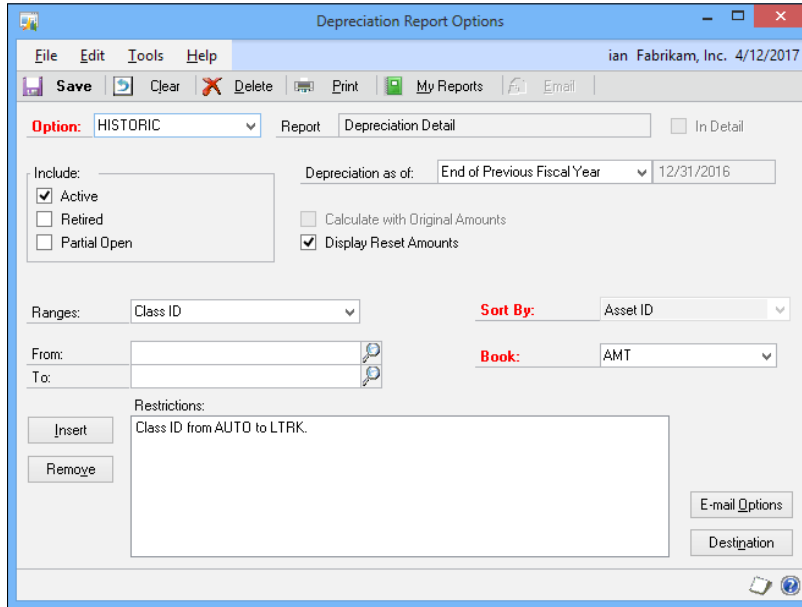 Depreciation Report Options
File Edit Tools Help ian Fabrikam, Inc. 4/12/2017
Save Clear Delete Print My Reports Email
Option: HISTORIC Report Depreciation Detail In Detail
Include: Depreciation as of: End of Previous Fiscal Year 12/31/2016
Active
Retired Calculate with Original Amounts
Partial Open Display Reset Amounts
Ranges: Class ID Sort By: Asset ID
From: Book: AMT
To:
Restrictions:
Insert Class ID from AUTO to LTRK.
Remove
E-mail Options
Destination